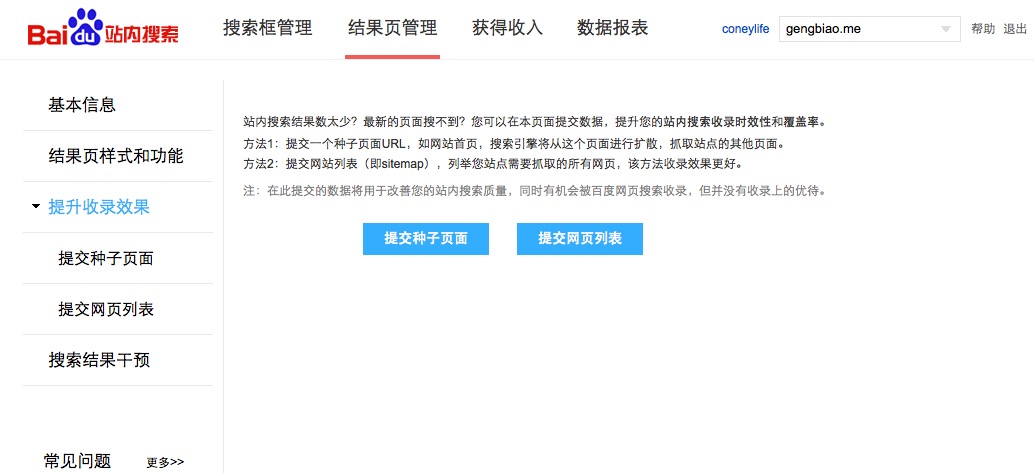 Bai du 站内搜索
搜索框管理 结果页管理 获得收入 数据报表
coneylife gengbiao.me 帮助 退出
基本信息
结果页样式和功能
提升收录效果
提交种子页面
提交网页列表
搜索结果干预
常见问题 更多>>
站内搜索结果数太少？最新的页面搜不到？您可以在本页面提交数据，提升您的站内搜索收录时效性和覆盖率。
方法1：提交一个种子页面URL，如网站首页，搜索引擎将从这个页面进行扩散，抓取站点的其他页面。
方法2：提交网站列表（即sitemap），列举您站点需要抓取的所有网页，该方法收录效果更好。
注：在此提交的数据将用于改善您的站内搜索质量，同时有机会被百度网页搜索收录，但并没有收录上的优待。
提交种子页面 提交网页列表